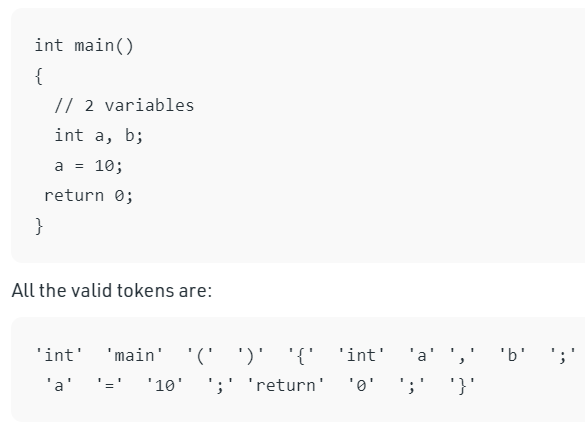 int main()
{
// 2 variables
int a, b;
a = 10;
return 0;
}
All the valid tokens are:
'int' 'main' '(' ')' '{' 'int' 'a' ',' 'b' ';'
'a' '=' '10' ';' 'return' '0' ';' '}'